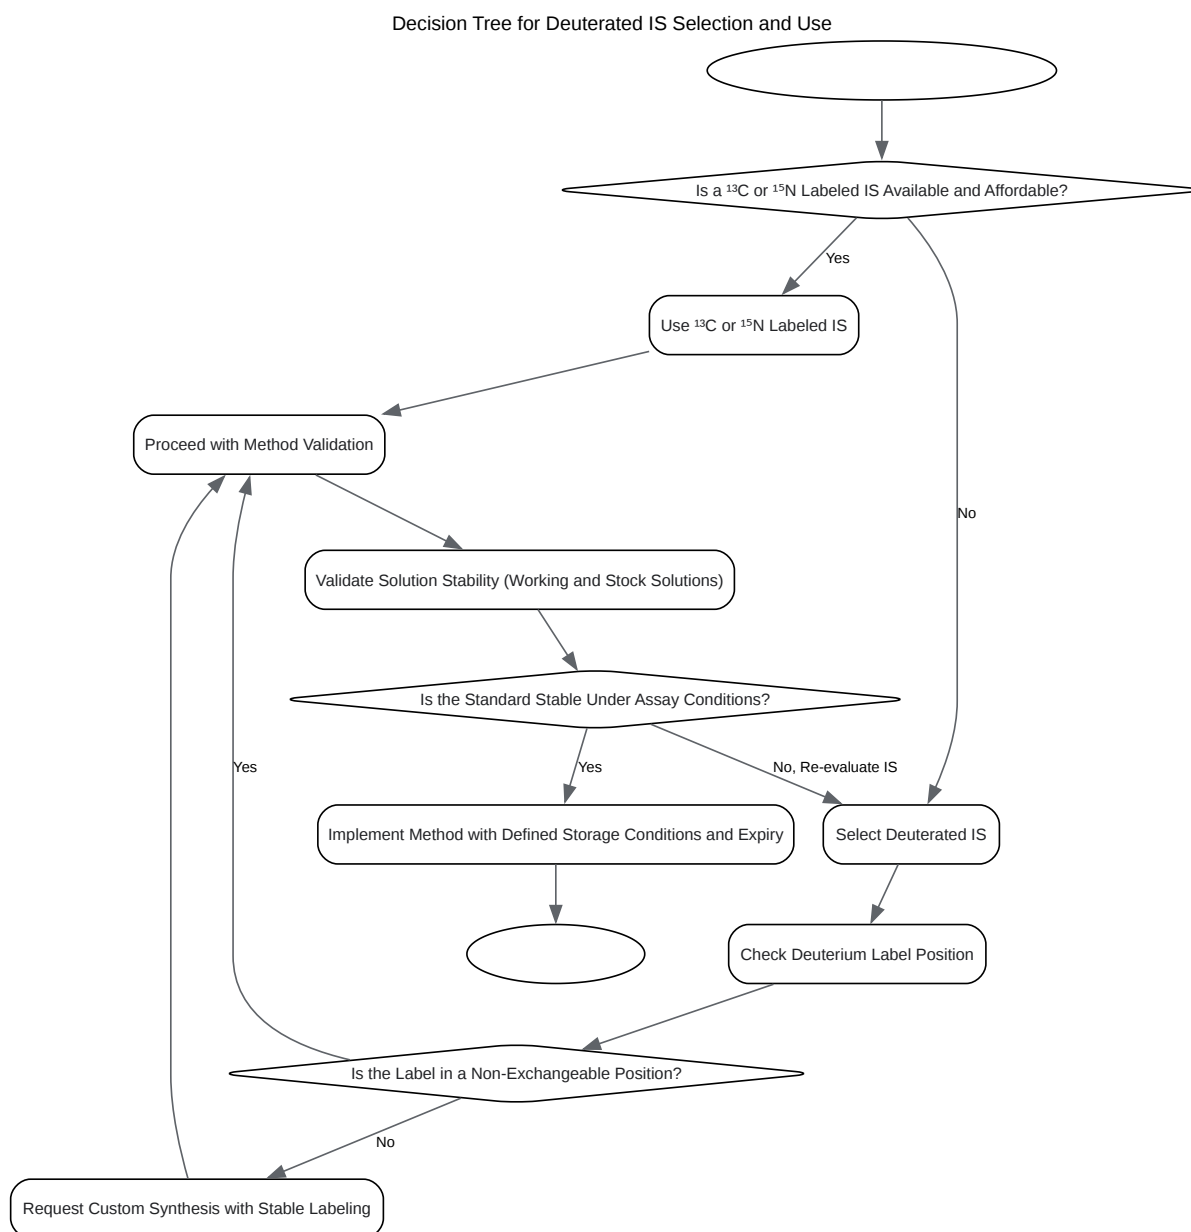 Decision Tree for Deuterated IS Selection and Use
Is a ¹³C or ¹⁵N Labeled IS Available and Affordable?
Yes
Use ¹³C or ¹⁵N Labeled IS
Proceed with Method Validation
No
Validate Solution Stability (Working and Stock Solutions)
Is the Standard Stable Under Assay Conditions?
Yes
Yes
No, Re-evaluate IS
Implement Method with Defined Storage Conditions and Expiry
Select Deuterated IS
Check Deuterium Label Position
Is the Label in a Non-Exchangeable Position?
No
Request Custom Synthesis with Stable Labeling